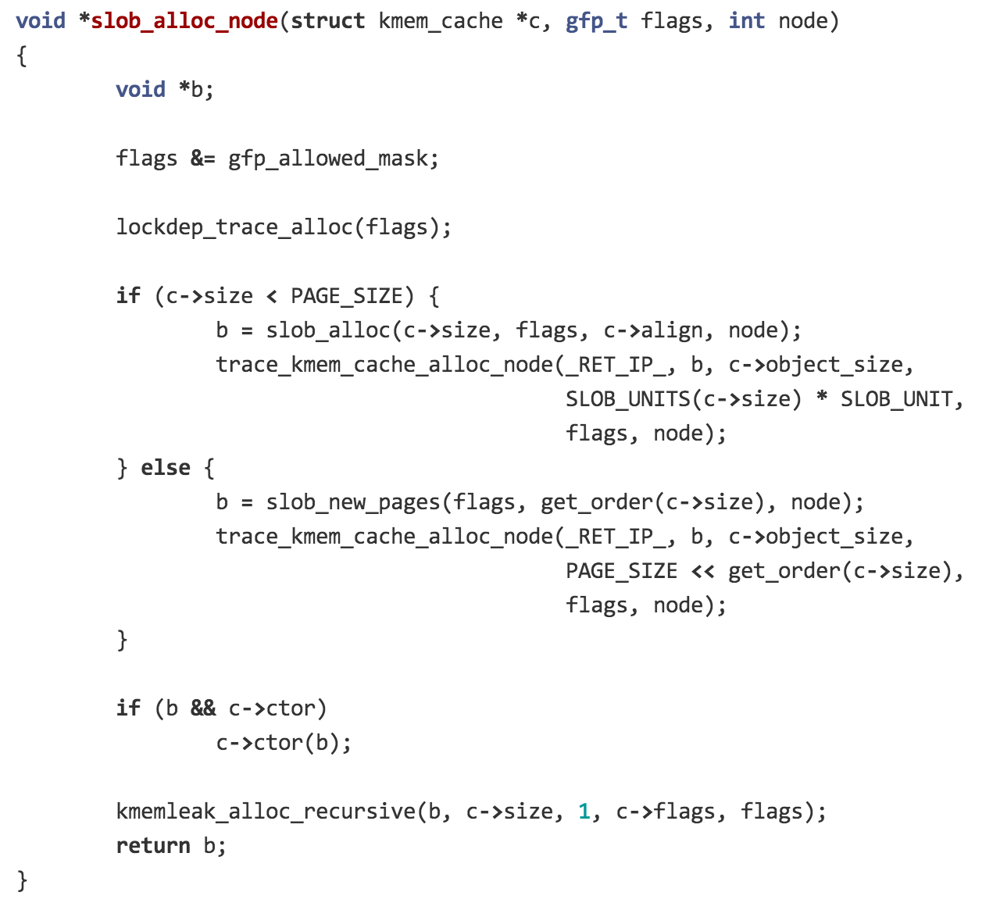 void *slob_alloc_node(struct kmem_cache *c, gfp_t flags, int node)
{
        void *b;

        flags &= gfp_allowed_mask;

        lockdep_trace_alloc(flags);

        if (c->size < PAGE_SIZE) {
                b = slob_alloc(c->size, flags, c->align, node);
                trace_kmem_cache_alloc_node(_RET_IP_, b, c->object_size,
                                            SLOB_UNITS(c->size) * SLOB_UNIT,
                                            flags, node);
        } else {
                b = slob_new_pages(flags, get_order(c->size), node);
                trace_kmem_cache_alloc_node(_RET_IP_, b, c->object_size,
                                            PAGE_SIZE << get_order(c->size),
                                            flags, node);
        }

        if (b && c->ctor)
                c->ctor(b);

        kmemleak_alloc_recursive(b, c->size, 1, c->flags, flags);
        return b;
}